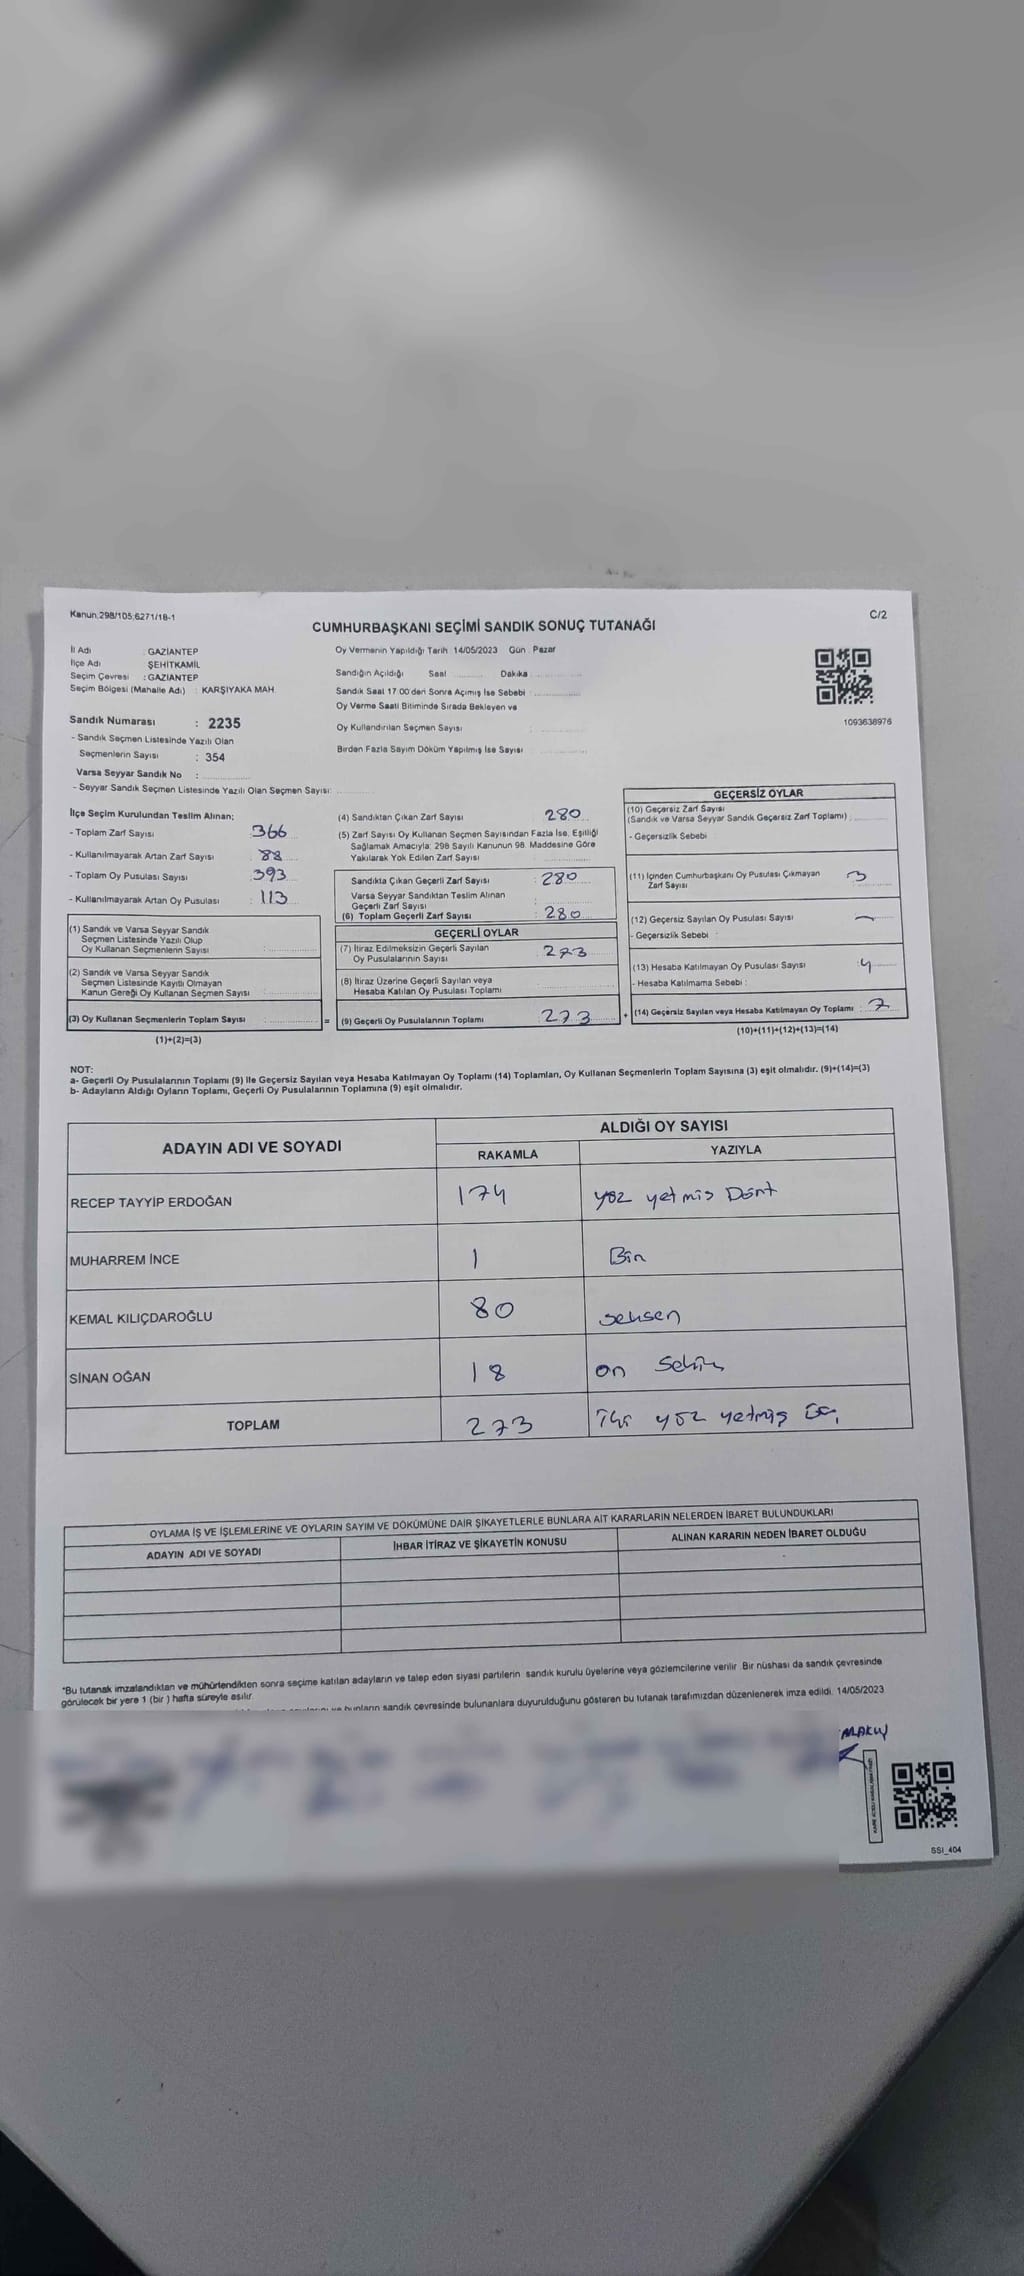 Kanun.298/105;6271/18-1
C/2
CUMHURBAŞKANI SEÇİMİ SANDIK SONUÇ TUTANAĞI
İl Adı : GAZİANTEP
İlçe Adı ŞEHİTKAMİL
Seçim Çevresi : GAZİANTEP
Seçim Bölgesi (Mahalle Adı) : KARŞIYAKA MAH.
Sandık Numarası : 2235
- Sandık Seçmen Listesinde Yazılı Olan
Seçmenlerin Sayısı : 354
Varsa Seyyar Sandık No :
- Seyyar Sandık Seçmen Listesinde Yazılı Olan Seçmen Sayısı:
Oy Vermenin Yapıldığı Tarih 14/05/2023 Gün : Pazar
Sandığın Açıldığı Saat Dakika
Sandık Saat 17.00 den Sonra Açımış İse Sebebi :
Oy Verme Saati Bitiminde Sırada Bekleyen ve
Oy Kullandırılan Seçmen Sayısı :
Birden Fazla Sayım Döküm Yapılmış İse Sayısı :
1093638976
İlçe Seçim Kurulundan Teslim Alınan;
- Toplam Zarf Sayısı : 366
- Kullanılmayarak Artan Zarf Sayısı : 88
- Toplam Oy Pusulası Sayısı : 393
- Kullanılmayarak Artan Oy Pusulası : 113
(1) Sandık ve Varsa Seyyar Sandık
Seçmen Listesinde Yazılı Olup
Oy Kullanan Seçmenlerin Sayısı :
(2) Sandık ve Varsa Seyyar Sandık
Seçmen Listesinde Kayıtlı Olmayan
Kanun Gereği Oy Kullanan Seçmen Sayısı :
(3) Oy Kullanan Seçmenlerin Toplam Sayısı : =
(1)+(2)=(3)
(4) Sandıktan Çıkan Zarf Sayısı : 280
(5) Zarf Sayısı Oy Kullanan Seçmen Sayısından Fazla İse, Eşitliği
Sağlamak Amacıyla; 298 Sayılı Kanunun 98. Maddesine Göre
Yakılarak Yok Edilen Zarf Sayısı :
Sandıkta Çıkan Geçerli Zarf Sayısı : 280
Varsa Seyyar Sandıktan Teslim Alınan
Geçerli Zarf Sayısı :
(6) Toplam Geçerli Zarf Sayısı : 280
GEÇERLİ OYLAR
(7) İtiraz Edilmeksizin Geçerli Sayılan
Oy Pusulalarının Sayısı : 273
(8) İtiraz Üzerine Geçerli Sayılan veya
Hesaba Katılan Oy Pusulası Toplamı :
(9) Geçerli Oy Pusulalarının Toplamı : 273 +
GEÇERSİZ OYLAR
(10) Geçersiz Zarf Sayısı
(Sandık ve Varsa Seyyar Sandık Geçersiz Zarf Toplamı) :
- Geçersizlik Sebebi
(11) İçinden Cumhurbaşkanı Oy Pusulası Çıkmayan 3
Zarf Sayısı
(12) Geçersiz Sayılan Oy Pusulası Sayısı : —
- Geçersizlik Sebebi :
(13) Hesaba Katılmayan Oy Pusulası Sayısı : 4
- Hesaba Katılmama Sebebi :
(14) Geçersiz Sayılan veya Hesaba Katılmayan Oy Toplamı : 7
(10)+(11)+(12)+(13)=(14)
NOT:
a- Geçerli Oy Pusulalarının Toplamı (9) ile Geçersiz Sayılan veya Hesaba Katılmayan Oy Toplamı (14) Toplamları, Oy Kullanan Seçmenlerin Toplam Sayısına (3) eşit olmalıdır. (9)+(14)=(3)
b- Adayların Aldığı Oyların Toplamı, Geçerli Oy Pusulalarının Toplamına (9) eşit olmalıdır.
ADAYIN ADI VE SOYADI
ALDIĞI OY SAYISI
RAKAMLA YAZIYLA
RECEP TAYYİP ERDOĞAN 174 yüz yetmiş Dört
MUHARREM İNCE 1 Bin
KEMAL KILIÇDAROĞLU 80 seksen
SİNAN OĞAN 18 on Sekiz
TOPLAM 273 İki yüz yetmiş üç
OYLAMA İŞ VE İŞLEMLERİNE VE OYLARIN SAYIM VE DÖKÜMÜNE DAİR ŞİKAYETLERLE BUNLARA AİT KARARLARIN NELERDEN İBARET BULUNDUKLARI
ADAYIN ADI VE SOYADI İHBAR İTİRAZ VE ŞİKAYETİN KONUSU ALINAN KARARIN NEDEN İBARET OLDUĞU
*Bu tutanak imzalandıktan ve mühürlendikten sonra seçime katılan adayların ve talep eden siyasi partilerin sandık kurulu üyelerine veya gözlemcilerine verilir. Bir nüshası da sandık çevresinde
görülecek bir yere 1 (bir ) hafta süreyle asılır.
ve bunların sandık çevresinde bulunanlara duyurulduğunu gösteren bu tutanak tarafımızdan düzenlenerek imza edildi. 14/05/2023
SSI_404